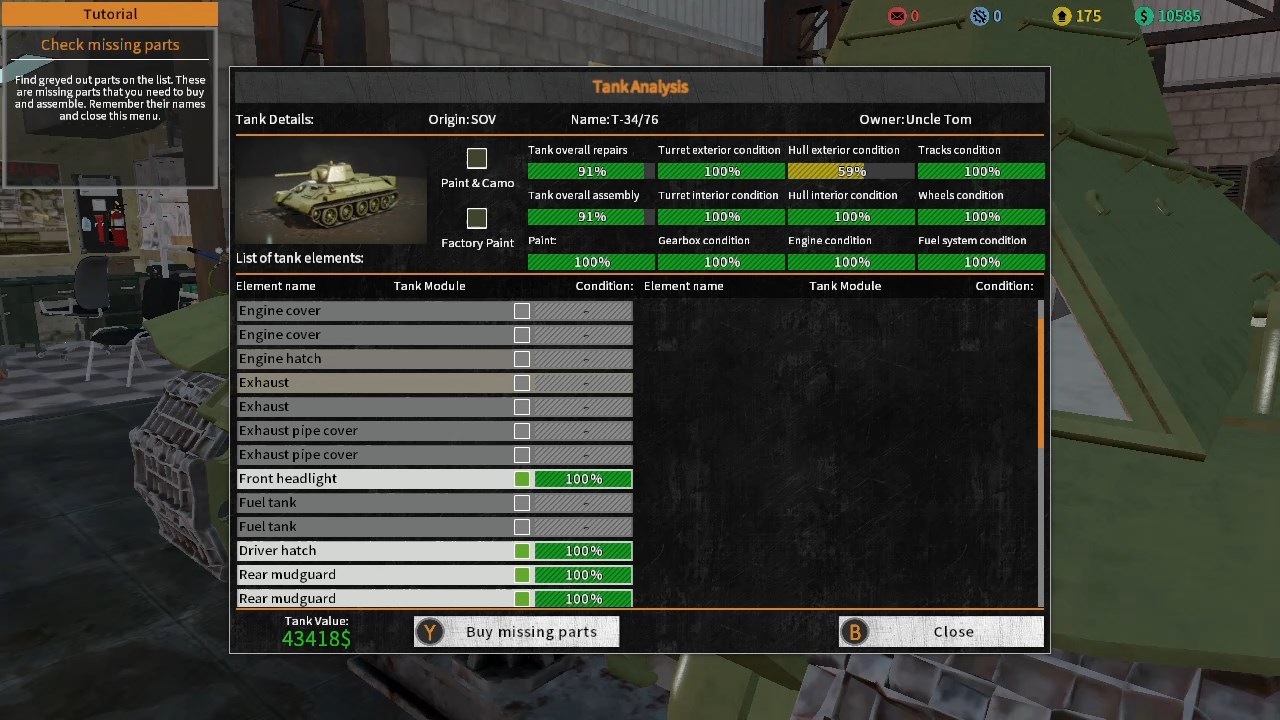 Tutorial
Check missing parts
Find greyed out parts on the list. These
are missing parts that you need to buy
and assemble. Remember their names
and close this menu.
0
0
175
$ 10585
Tank Analysis
Tank Details:
Origin:SOV
Name:T-34/76
Owner:Uncle Tom
Paint & Camo
Factory Paint
Tank overall repairs
91%
Turret exterior condition
100%
Hull exterior condition
59%
Tracks condition
100%
Tank overall assembly
91%
Turret interior condition
100%
Hull interior condition
100%
Wheels condition
100%
Paint:
100%
Gearbox condition
100%
Engine condition
100%
Fuel system condition
100%
List of tank elements:
Element name Tank Module Condition: Element name Tank Module Condition:
Engine cover -
Engine cover -
Engine hatch -
Exhaust -
Exhaust -
Exhaust pipe cover -
Exhaust pipe cover -
Front headlight 100%
Fuel tank -
Fuel tank -
Driver hatch 100%
Rear mudguard 100%
Rear mudguard 100%
Tank Value:
43418$
Y Buy missing parts
B Close